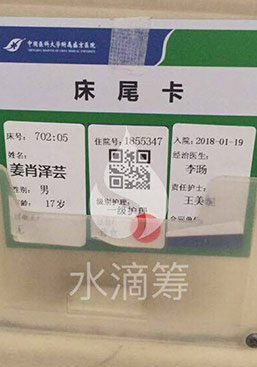 中国医科大学附属盛京医院
床尾卡
床号: 702:05
姓名:
姜肖泽芸
性别: 男
年龄: 17岁
无
住院号: 1855347
级别护理:
一级护理
入院: 2018-01-19
经治医生:
李旸
责任护士:
王美
水滴筹